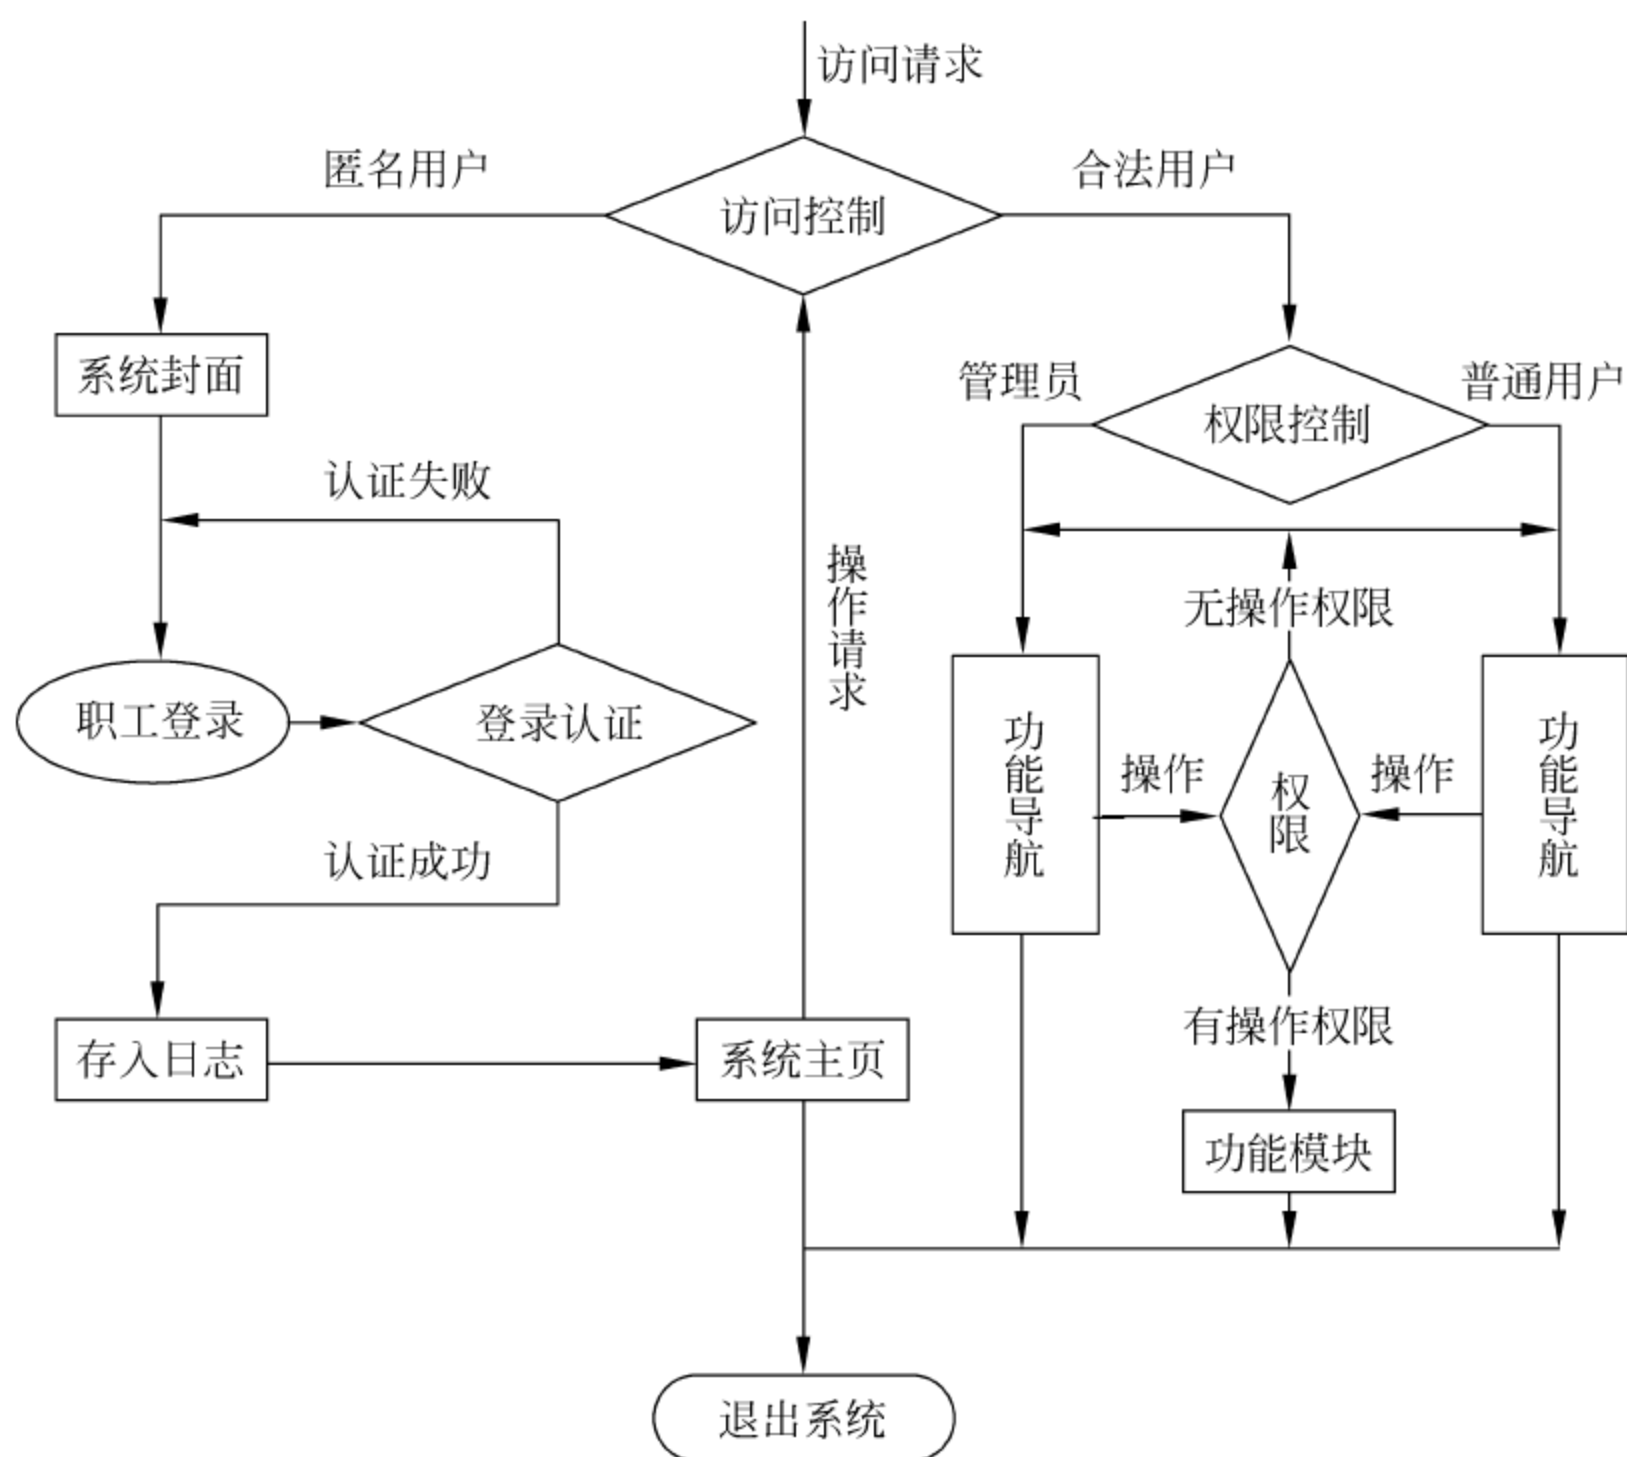 访问请求
匿名用户
合法用户
访问控制
系统封面
管理员
普通用户
权限控制
认证失败
操作请求
无操作权限
职工登录
登录认证
功能导航
操作
权限
操作
功能导航
认证成功
有操作权限
存入日志
系统主页
功能模块
退出系统